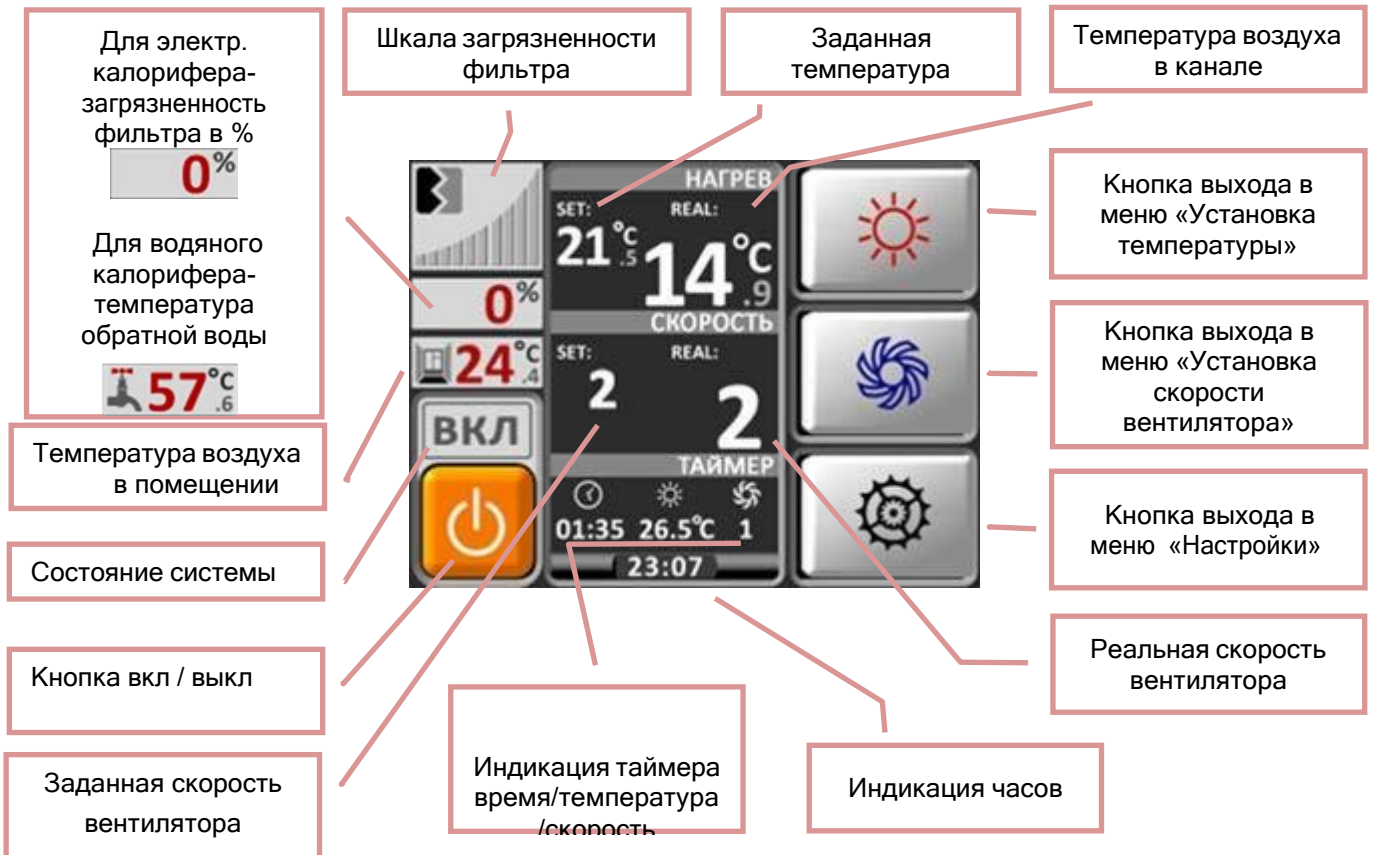 Для электр.
калорифера-
загрязненность
фильтра в %
0%
Для водяного
калорифера-
температура
обратной воды
57°C
.6
Шкала загрязненности
фильтра
Заданная
температура
Температура воздуха
в канале
НАГРЕВ
SET: REAL:
21°C
.5
14°C
.9
0%
24°C
.4
СКОРОСТЬ
SET: REAL:
2
2
ВКЛ
ТАЙМЕР
01:35 26.5°C 1
23:07
Кнопка выхода в
меню «Установка
температуры»
Кнопка выхода в
меню «Установка
скорости
вентилятора»
Кнопка выхода в
меню «Настройки»
Температура воздуха
в помещении
Состояние системы
Кнопка вкл / выкл
Заданная скорость
вентилятора
Индикация таймера
время/температура
/скорость
Индикация часов
Реальная скорость
вентилятора